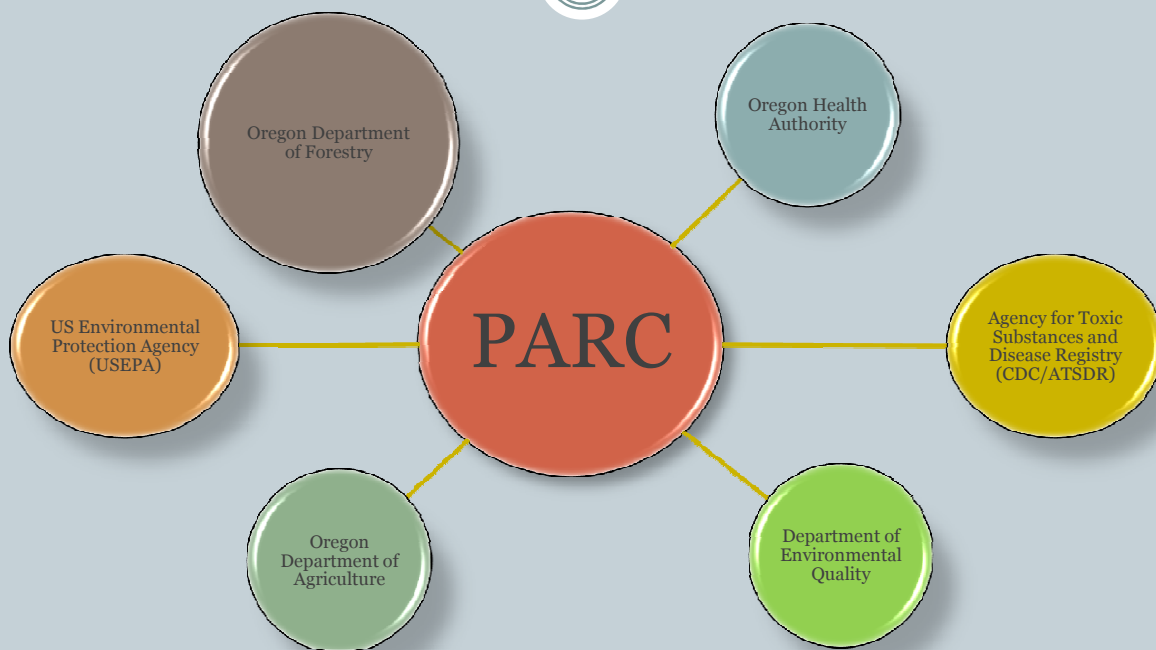 Oregon Department
of Forestry
Oregon Health
Authority
US Environmental
Protection Agency
(USEPA)
PARC
Agency for Toxic
Substances and
Disease Registry
(CDC/ATSDR)
Oregon
Department of
Agriculture
Department of
Environmental
Quality